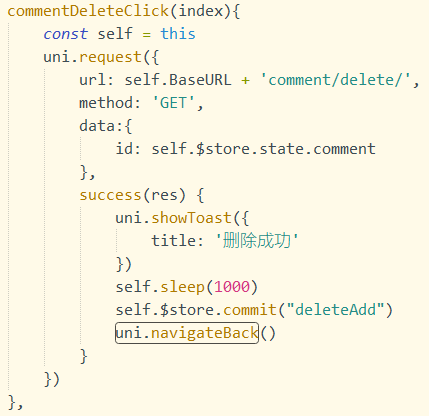 commentDeleteClick(index){
const self = this
uni.request({
url: self.BaseURL + 'comment/delete/',
method: 'GET',
data:{
id: self.$store.state.comment
},
success(res) {
uni.showToast({
title: '删除成功'
})
self.sleep(1000)
self.$store.commit("deleteAdd")
uni.navigateBack()
}
})
},